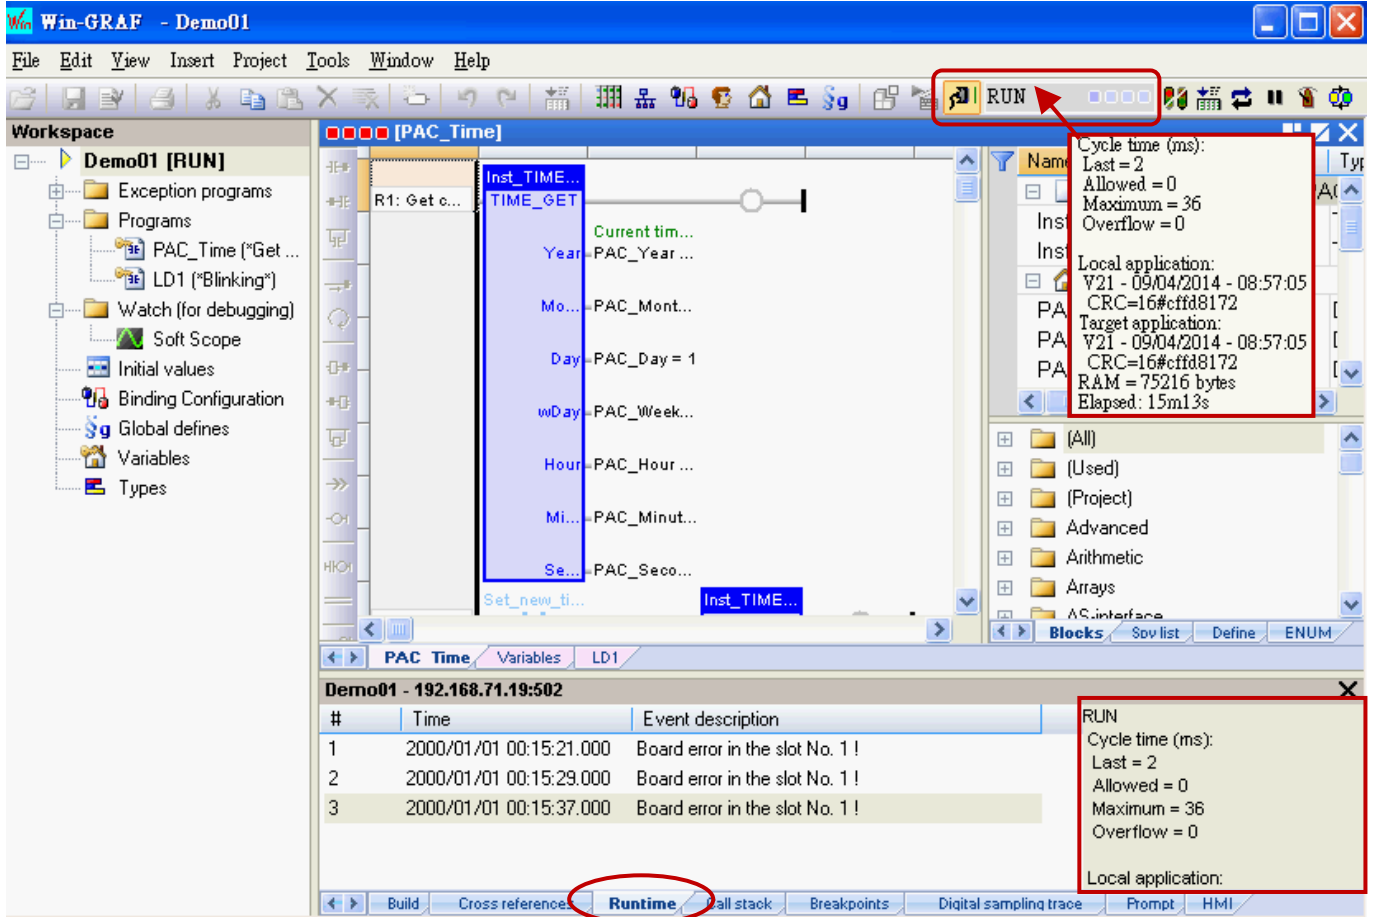 Win-GRAF - Demo01
File Edit View Insert Project Tools Window Help
RUN
Workspace
Demo01 [RUN]
Exception programs
Programs
PAC_Time (*Get ...
LD1 (*Blinking*)
Watch (for debugging)
Soft Scope
Initial values
Binding Configuration
Global defines
Variables
Types
[PAC_Time]
R1: Get c...
Inst_TIME...
TIME_GET
Current tim...
Year PAC_Year ...
Mo... PAC_Mont...
Day PAC_Day = 1
wDay PAC_Week...
Hour PAC_Hour ...
Mi... PAC_Minut...
Se... PAC_Seco...
Set_new_ti...
Inst_TIME...
PAC_Time Variables LD1
Name
Inst
Inst
PA
PA
PA
Cycle time (ms):
Last = 2
Allowed = 0
Maximum = 36
Overflow = 0
Local application:
V21 - 09/04/2014 - 08:57:05
CRC=16#cffd8172
Target application:
V21 - 09/04/2014 - 08:57:05
CRC=16#cffd8172
RAM = 75216 bytes
Elapsed: 15m13s
(All)
(Used)
(Project)
Advanced
Arithmetic
Arrays
AS-interface
Blocks Spy list Define ENUM
Demo01 - 192.168.71.19:502
# Time Event description
1 2000/01/01 00:15:21.000 Board error in the slot No. 1 !
2 2000/01/01 00:15:29.000 Board error in the slot No. 1 !
3 2000/01/01 00:15:37.000 Board error in the slot No. 1 !
RUN
Cycle time (ms):
Last = 2
Allowed = 0
Maximum = 36
Overflow = 0
Local application:
Build Cross references Runtime Call stack Breakpoints Digital sampling trace Prompt HMI